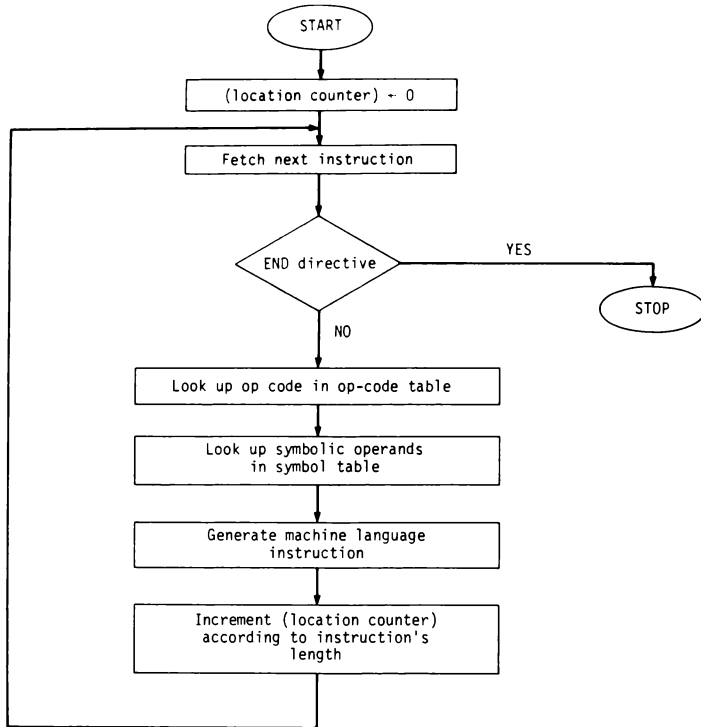 START
(location counter) ← 0
Fetch next instruction
END directive
YES
STOP
NO
Look up op code in op-code table
Look up symbolic operands
in symbol table
Generate machine language
instruction
Increment (location counter)
according to instruction's
length